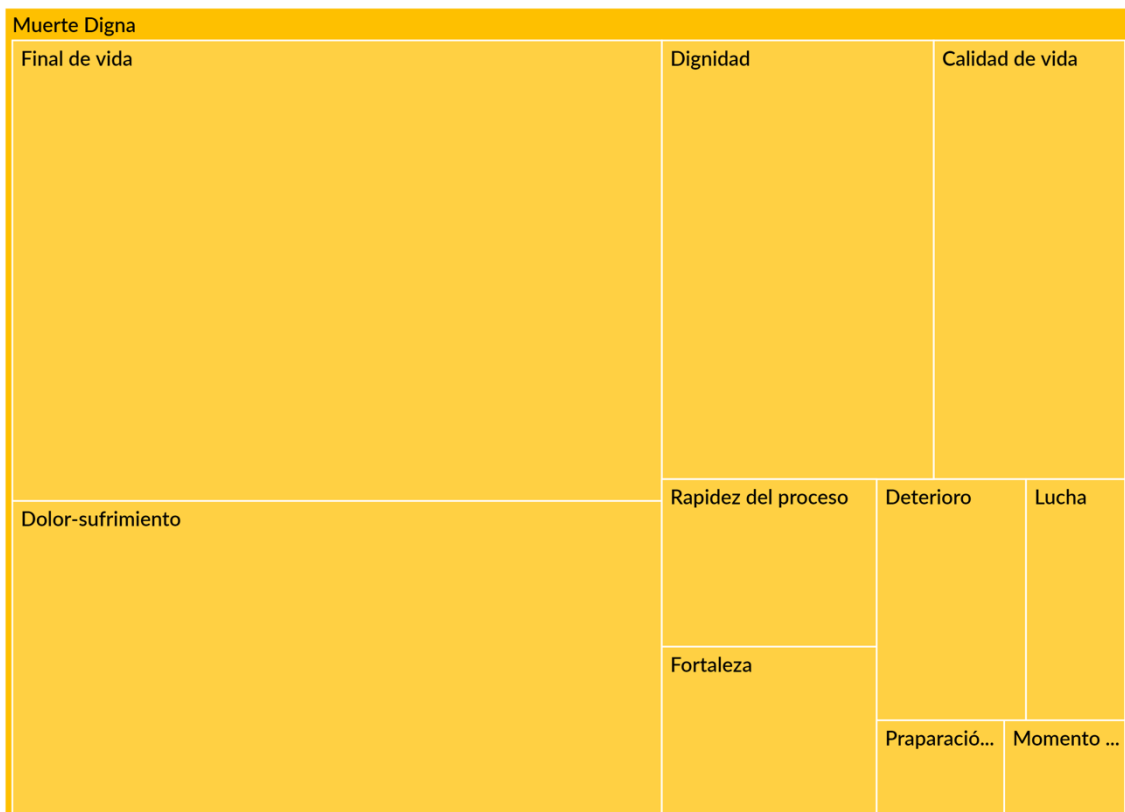 Muerte Digna
Final de vida
Dignidad
Calidad de vida
Dolor-sufrimiento
Rapidez del proceso
Deterioro
Lucha
Fortaleza
Praparació...
Momento ...